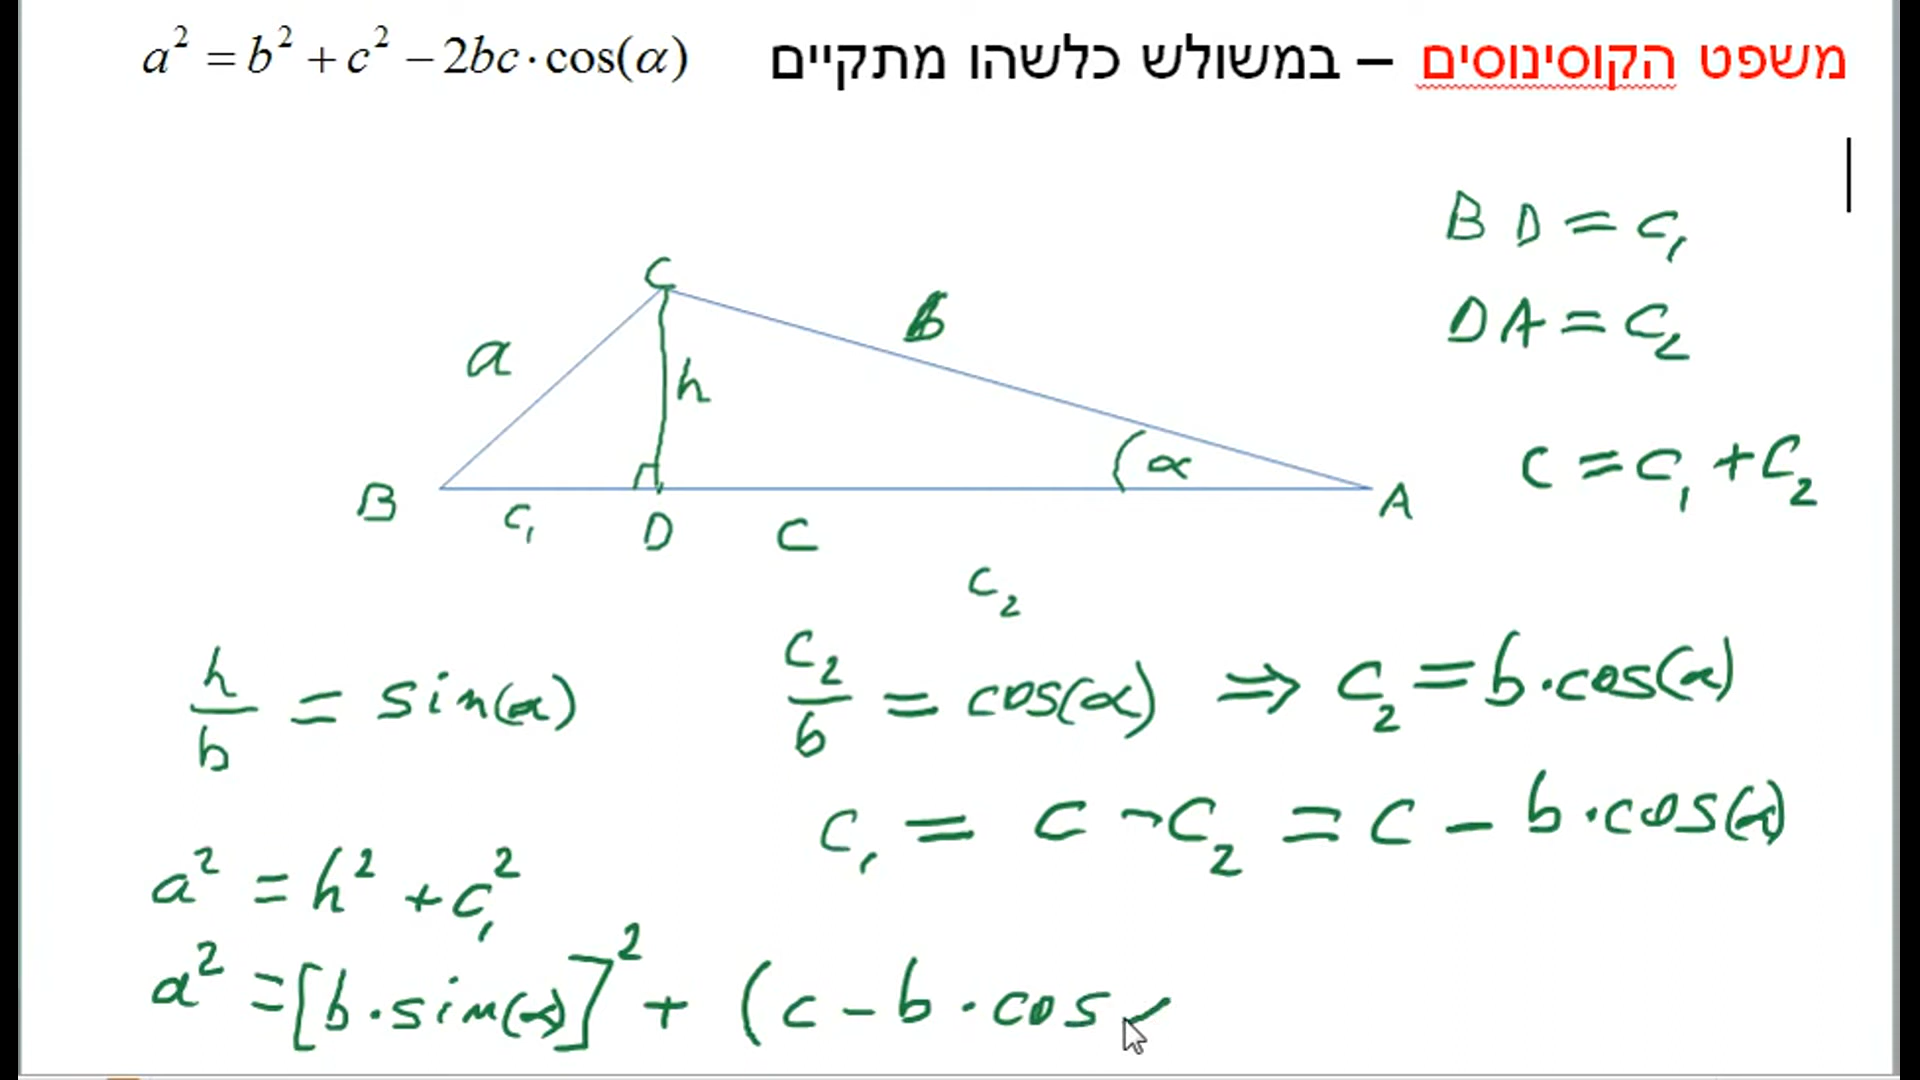 משפט הקוסינוסים – במשולש כלשהו מתקיים a² = b² + c² − 2bc·cos(α)
BD = c₁
C
b
a
DA = c₂
h
α
c = c₁ + c₂
B
A
c₁
D
c
c₂
h/b = sin(α)
c₂/b = cos(α) ⇒ c₂ = b·cos(α)
c₁ = c − c₂ = c − b·cos(α)
a² = h² + c₁²
a² = [b·sin(α)]² + (c − b·cos